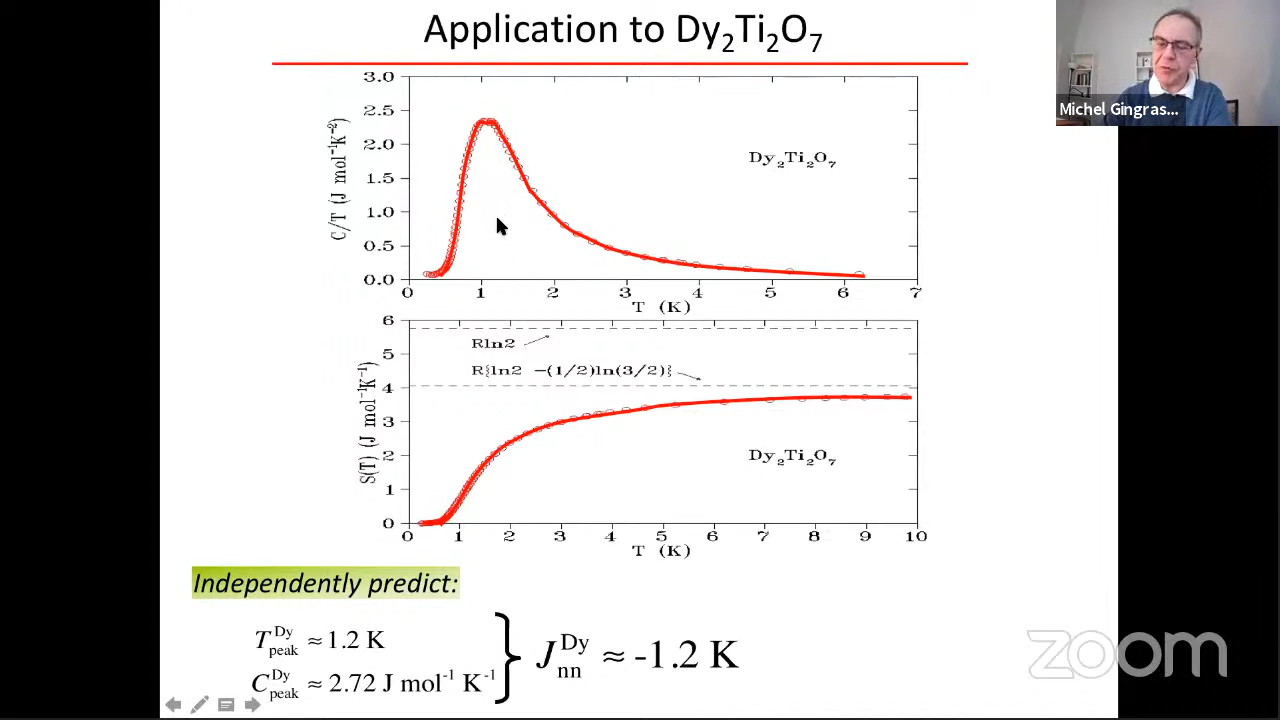 Application to Dy₂Ti₂O₇
Michel Gingras...
3.0
2.5
2.0
1.5
1.0
0.5
0.0
C/T (J mol⁻¹K⁻²)
Dy₂Ti₂O₇
0 1 2 3 4 5 6 7
T (K)
6
5
4
3
2
1
0
S(T) (J mol⁻¹K⁻¹)
Rln2
R{ln2 −(1/2)ln(3/2)}
Dy₂Ti₂O₇
0 1 2 3 4 5 6 7 8 9 10
T (K)
Independently predict:
T_peak^Dy ≈ 1.2 K
C_peak^Dy ≈ 2.72 J mol⁻¹ K⁻¹
J_nn^Dy ≈ -1.2 K
zoom